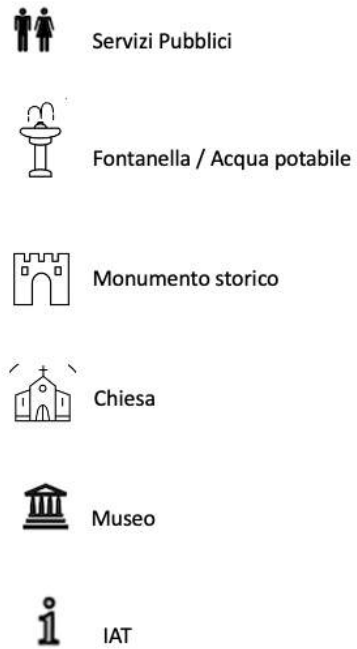 Servizi Pubblici
Fontanella / Acqua potabile
Monumento storico
Chiesa
Museo
IAT